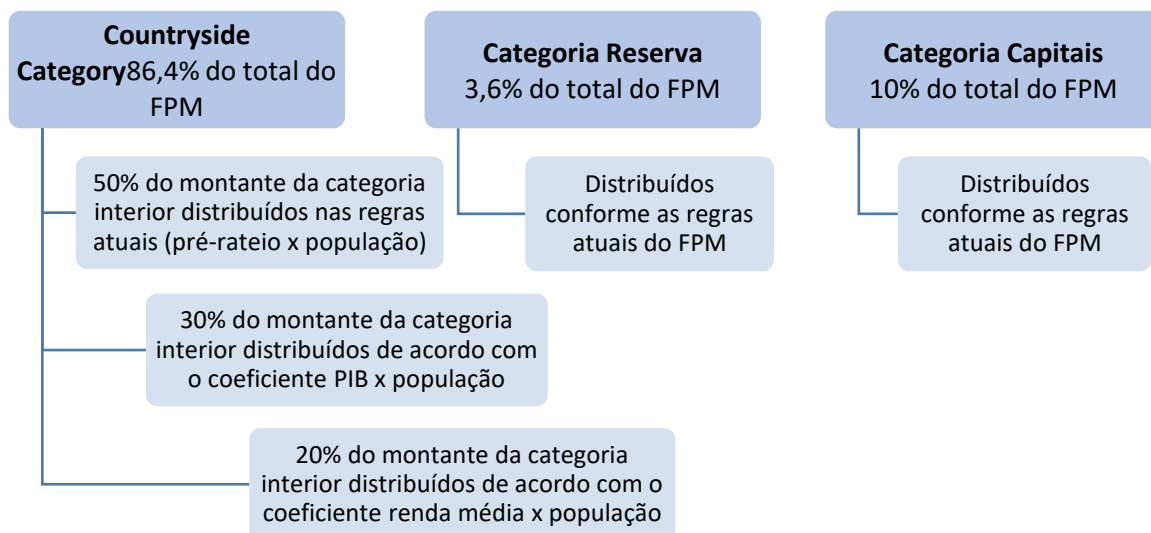 Countryside
Category86,4% do total do
FPM
50% do montante da categoria
interior distribuídos nas regras
atuais (pré-rateio x população)
30% do montante da categoria
interior distribuídos de acordo com
o coeficiente PIB x população
20% do montante da categoria
interior distribuídos de acordo com o
coeficiente renda média x população
Categoria Reserva
3,6% do total do FPM
Distribuídos
conforme as regras
atuais do FPM
Categoria Capitais
10% do total do FPM
Distribuídos
conforme as regras
atuais do FPM